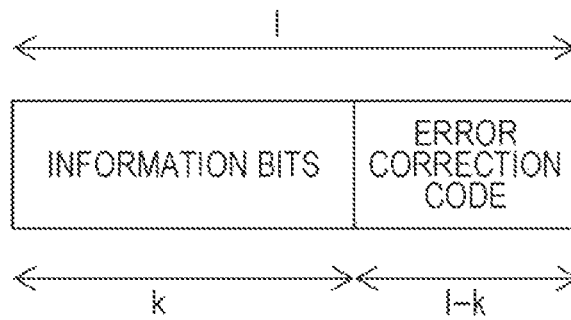 l
INFORMATION BITS
ERROR
CORRECTION
CODE
k
l-k